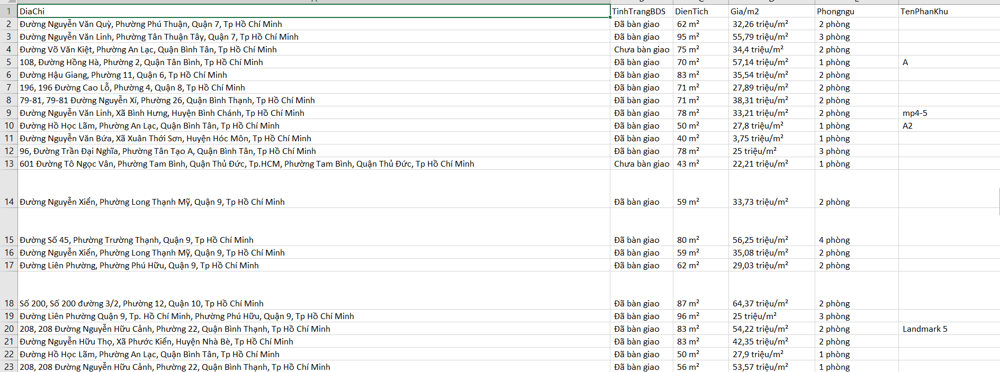 1 DiaChi TinhTrangBDS DienTich Gia/m2 Phongngu TenPhanKhu
2 Đường Nguyễn Văn Quỳ, Phường Phú Thuận, Quận 7, Tp Hồ Chí Minh Đã bàn giao 62 m² 32,26 triệu/m² 2 phòng
3 Đường Nguyễn Văn Linh, Phường Tân Thuận Tây, Quận 7, Tp Hồ Chí Minh Đã bàn giao 95 m² 55,79 triệu/m² 3 phòng
4 Đường Võ Văn Kiệt, Phường An Lạc, Quận Bình Tân, Tp Hồ Chí Minh Chưa bàn giao 75 m² 34,4 triệu/m² 2 phòng
5 108, Đường Hồng Hà, Phường 2, Quận Tân Bình, Tp Hồ Chí Minh Đã bàn giao 70 m² 57,14 triệu/m² 1 phòng A
6 Đường Hậu Giang, Phường 11, Quận 6, Tp Hồ Chí Minh Đã bàn giao 83 m² 35,54 triệu/m² 2 phòng
7 196, 196 Đường Cao Lỗ, Phường 4, Quận 8, Tp Hồ Chí Minh Đã bàn giao 71 m² 27,89 triệu/m² 2 phòng
8 79-81, 79-81 Đường Nguyễn Xí, Phường 26, Quận Bình Thạnh, Tp Hồ Chí Minh Đã bàn giao 71 m² 38,31 triệu/m² 2 phòng
9 Đường Nguyễn Văn Linh, Xã Bình Hưng, Huyện Bình Chánh, Tp Hồ Chí Minh Đã bàn giao 78 m² 33,21 triệu/m² 2 phòng mp4-5
10 Đường Hồ Học Lãm, Phường An Lạc, Quận Bình Tân, Tp Hồ Chí Minh Đã bàn giao 50 m² 27,8 triệu/m² 1 phòng A2
11 Đường Nguyễn Văn Bứa, Xã Xuân Thới Sơn, Huyện Hóc Môn, Tp Hồ Chí Minh Đã bàn giao 40 m² 3,75 triệu/m² 1 phòng
12 96, Đường Trần Đại Nghĩa, Phường Tân Tạo A, Quận Bình Tân, Tp Hồ Chí Minh Đã bàn giao 78 m² 25 triệu/m² 3 phòng
13 601 Đường Tô Ngọc Vân, Phường Tam Bình, Quận Thủ Đức, Tp.HCM, Phường Tam Bình, Quận Thủ Đức, Tp Hồ Chí Minh Chưa bàn giao 43 m² 22,21 triệu/m² 1 phòng
14 Đường Nguyễn Xiển, Phường Long Thạnh Mỹ, Quận 9, Tp Hồ Chí Minh Đã bàn giao 59 m² 33,73 triệu/m² 2 phòng
15 Đường Số 45, Phường Trường Thạnh, Quận 9, Tp Hồ Chí Minh Đã bàn giao 80 m² 56,25 triệu/m² 4 phòng
16 Đường Nguyễn Xiển, Phường Long Thạnh Mỹ, Quận 9, Tp Hồ Chí Minh Đã bàn giao 59 m² 35,08 triệu/m² 2 phòng
17 Đường Liên Phường, Phường Phú Hữu, Quận 9, Tp Hồ Chí Minh Đã bàn giao 62 m² 29,03 triệu/m² 2 phòng
18 Số 200, Số 200 đường 3/2, Phường 12, Quận 10, Tp Hồ Chí Minh Đã bàn giao 87 m² 64,37 triệu/m² 2 phòng
19 Đường Liên Phường Quận 9, Tp. Hồ Chí Minh, Phường Phú Hữu, Quận 9, Tp Hồ Chí Minh Đã bàn giao 96 m² 25 triệu/m² 3 phòng
20 208, 208 Đường Nguyễn Hữu Cảnh, Phường 22, Quận Bình Thạnh, Tp Hồ Chí Minh Đã bàn giao 83 m² 54,22 triệu/m² 2 phòng Landmark 5
21 Đường Nguyễn Hữu Thọ, Xã Phước Kiển, Huyện Nhà Bè, Tp Hồ Chí Minh Đã bàn giao 83 m² 42,35 triệu/m² 2 phòng
22 Đường Hồ Học Lãm, Phường An Lạc, Quận Bình Tân, Tp Hồ Chí Minh Đã bàn giao 50 m² 27,9 triệu/m² 1 phòng
23 208, 208 Đường Nguyễn Hữu Cảnh, Phường 22, Quận Bình Thạnh, Tp Hồ Chí Minh Đã bàn giao 56 m² 53,57 triệu/m² 1 phòng